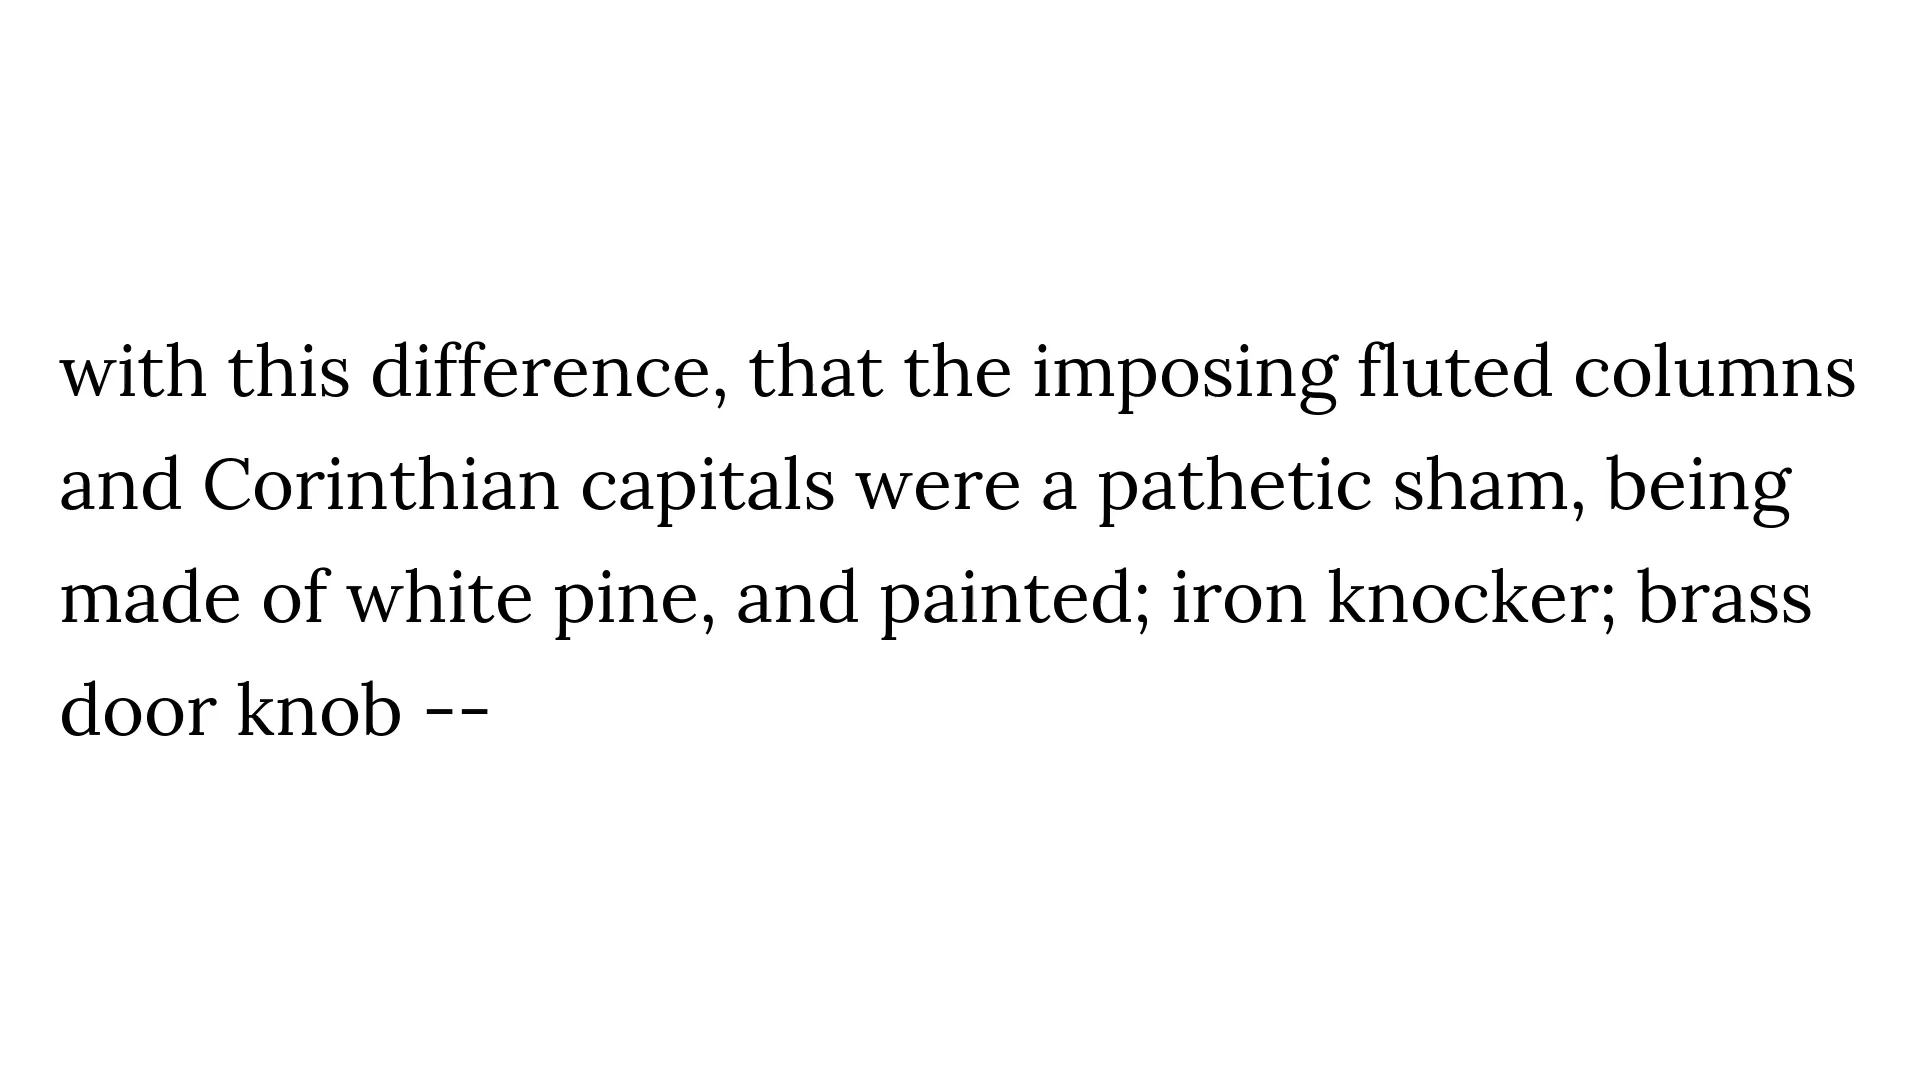 with this difference, that the imposing fluted columns
and Corinthian capitals were a pathetic sham, being
made of white pine, and painted; iron knocker; brass
door knob --